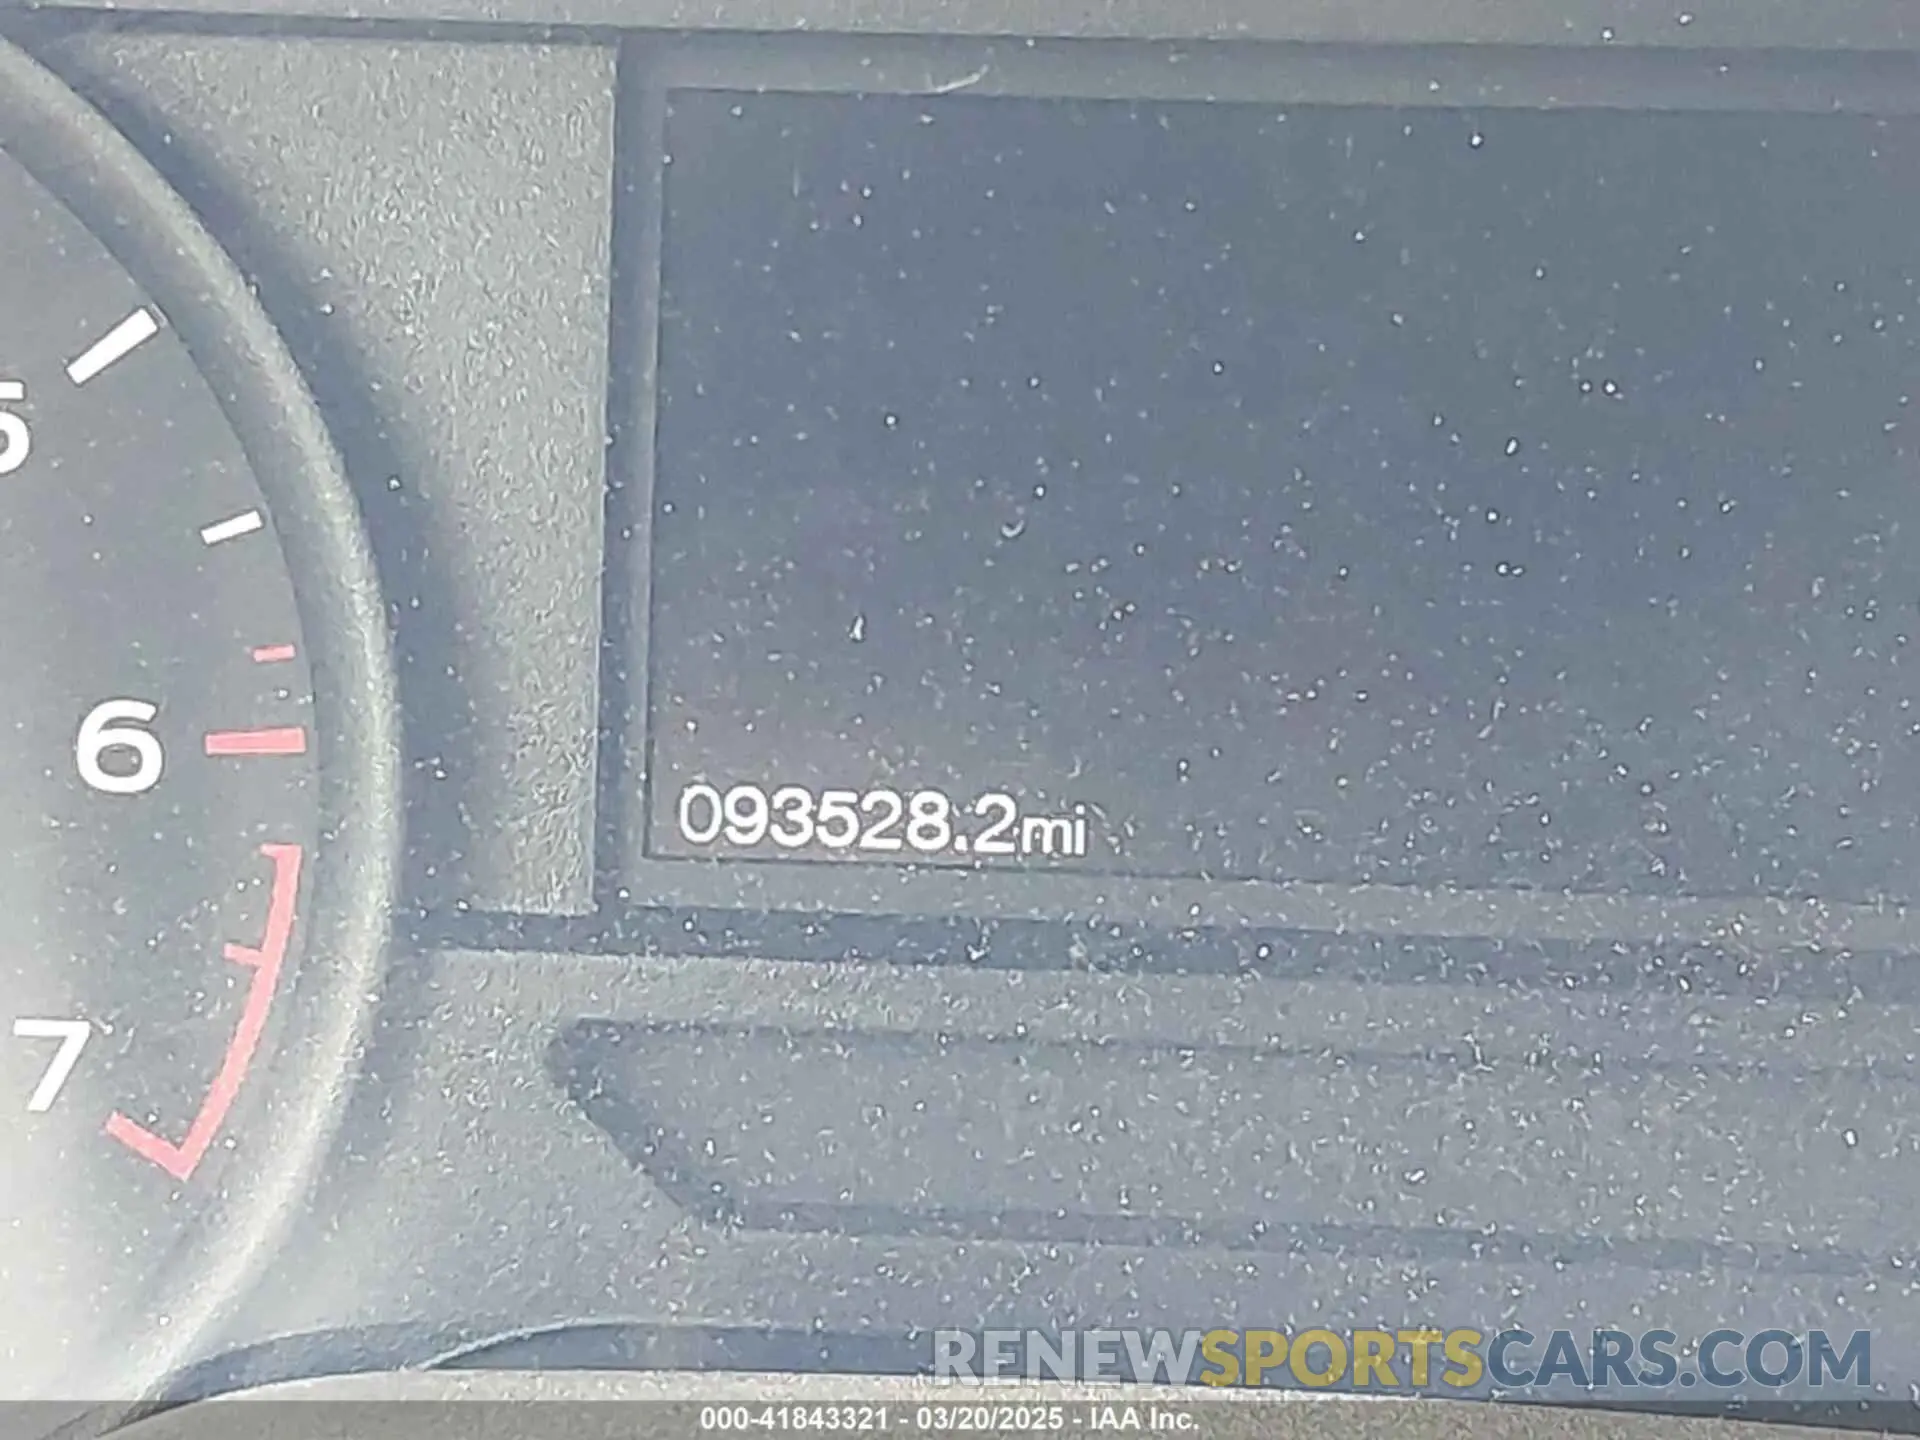 5
6
7
093528.2mi
RENEWSPORTSCARS.COM
000-41843321 - 03/20/2025 - IAA Inc.